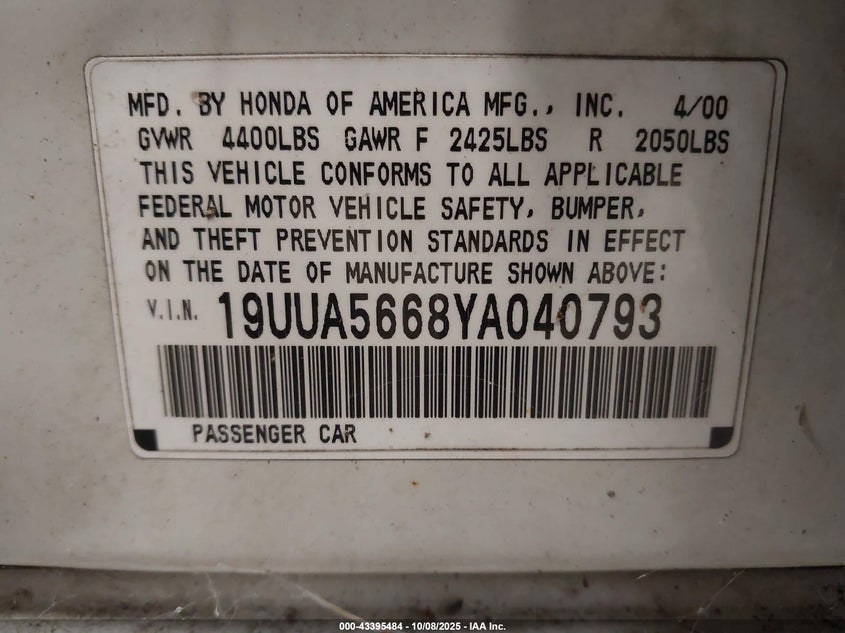 MFD. BY HONDA OF AMERICA MFG., INC. 4/00
GVWR 4400LBS GAWR F 2425LBS R 2050LBS
THIS VEHICLE CONFORMS TO ALL APPLICABLE
FEDERAL MOTOR VEHICLE SAFETY, BUMPER,
AND THEFT PREVENTION STANDARDS IN EFFECT
ON THE DATE OF MANUFACTURE SHOWN ABOVE:
V.I.N. 19UUA5668YA040793
PASSENGER CAR
000-43395484 - 10/08/2025 - IAA Inc.